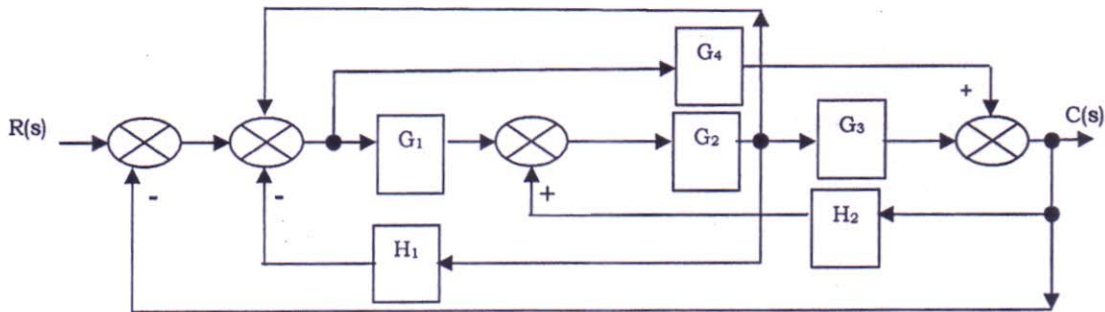 G₄
+
R(s)
C(s)
G₁
G₂
G₃
-
-
+
H₂
H₁